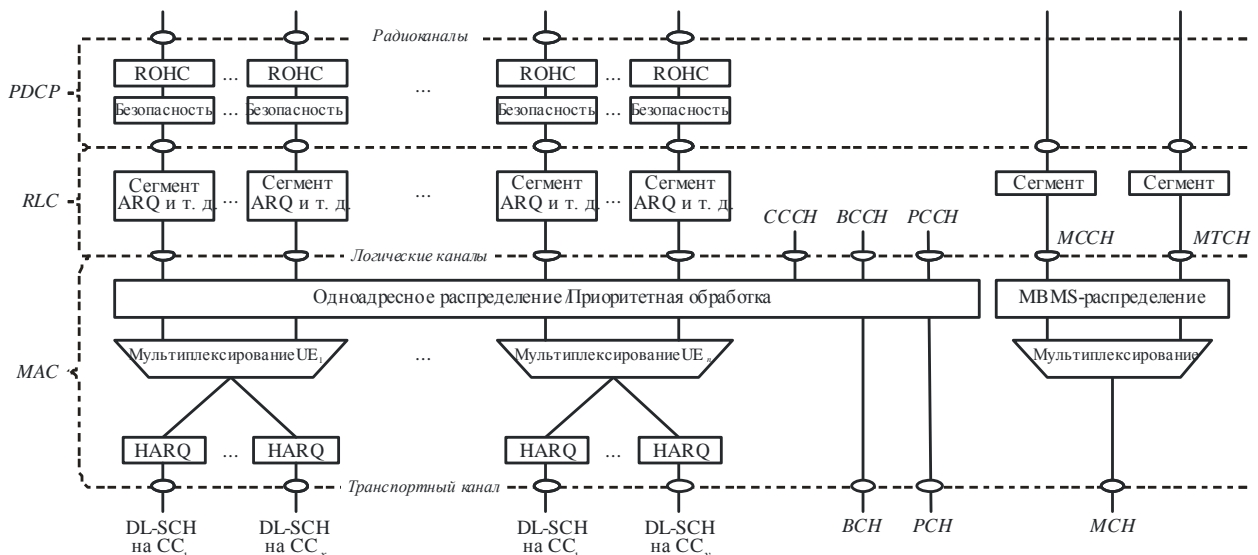 Радиоканалы
ROHC ... ROHC ROHC ... ROHC
PDCP ...
Безопасность ... Безопасность Безопасность ... Безопасность
Сегмент ARQ и т. д. ... Сегмент ARQ и т. д. ... Сегмент ARQ и т. д. ... Сегмент ARQ и т. д. Сегмент Сегмент
RLC
CCCH BCCH PCCH
MCCH MTCH
Логические каналы
Одноадресное распределение/Приоритетная обработка MBMS-распределение
Мультиплексирование UE1 ... Мультиплексирование UEn Мультиплексирование
MAC
HARQ ... HARQ HARQ ... HARQ
Транспортный канал
DL-SCH DL-SCH DL-SCH DL-SCH BCH PCH MCH
на CC на CCx на CC на CC